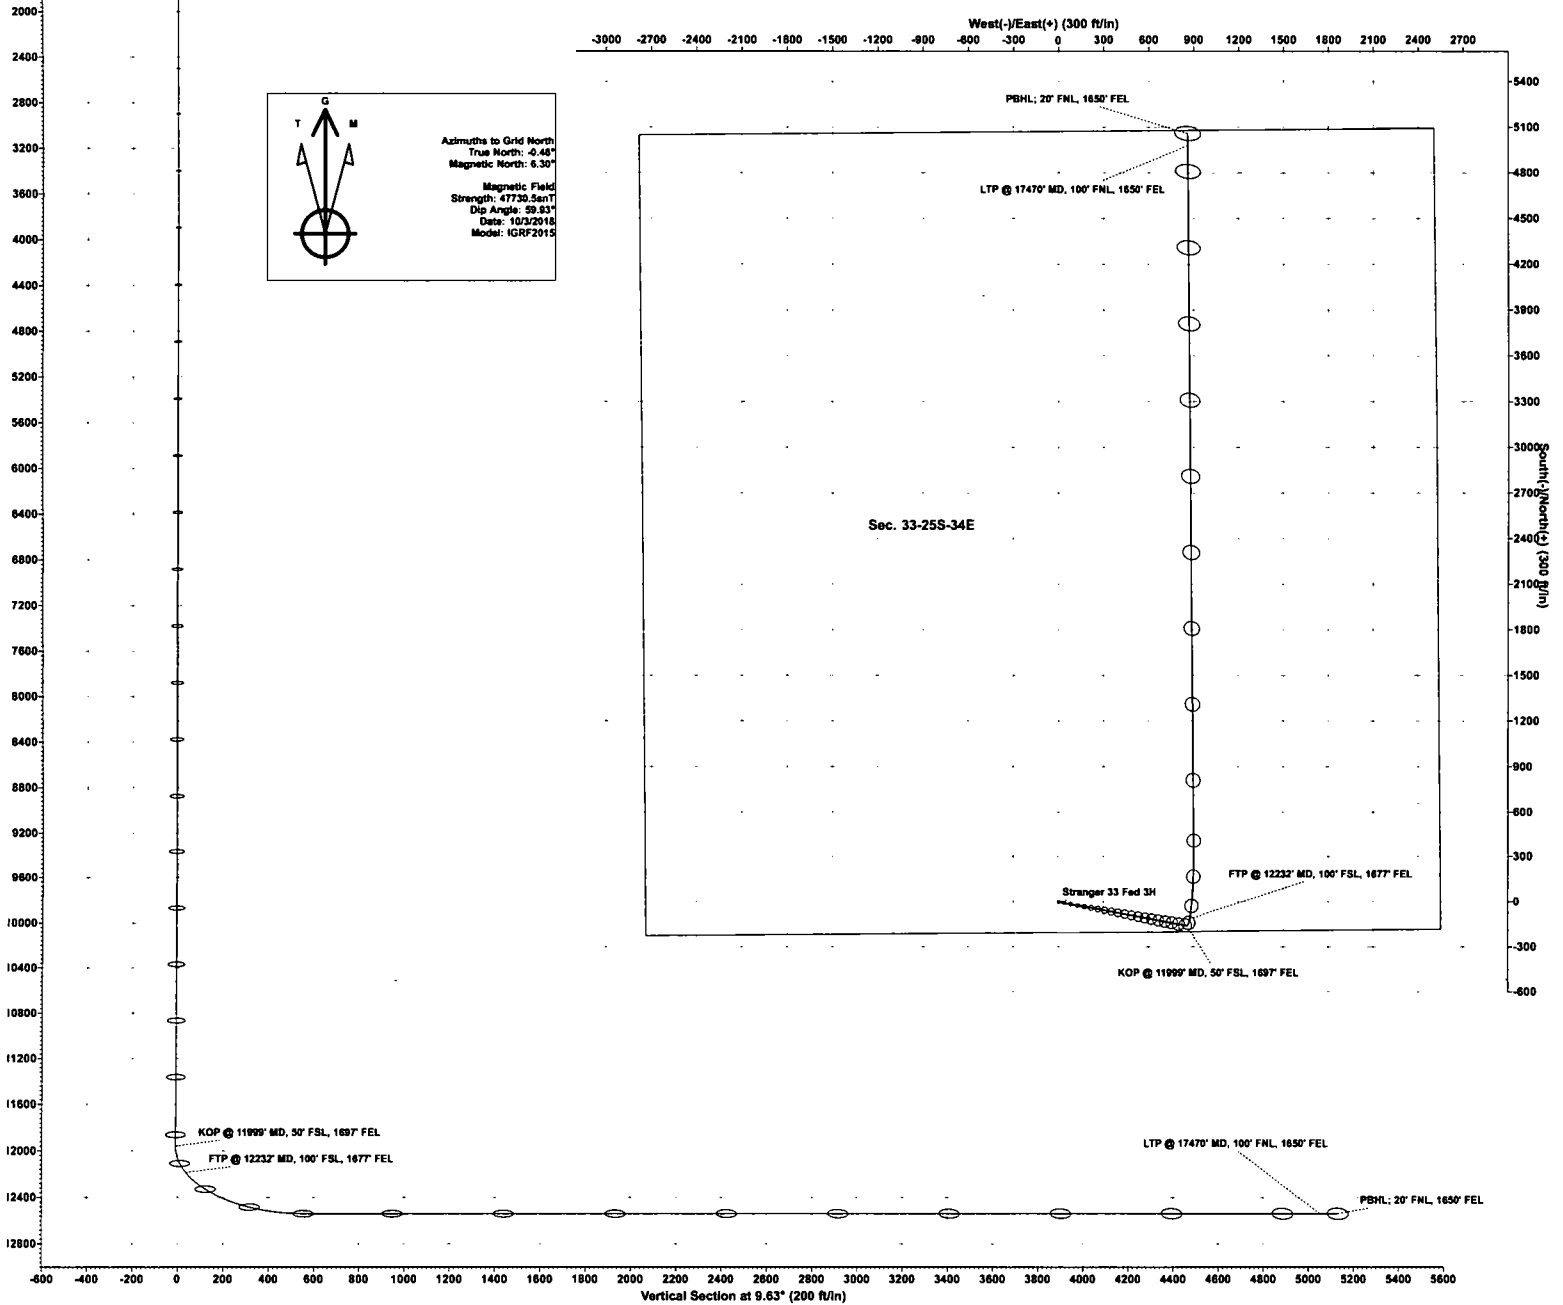 West(-)/East(+) (300 ft/in)
-3000 -2700 -2400 -2100 -1800 -1500 -1200 -900 -600 -300 0 300 600 900 1200 1500 1800 2100 2400 2700
2000
2400
2800
3200
3600
4000
4400
4800
5200
5600
6000
6400
6800
7200
7600
8000
8400
8800
9200
9600
10000
10400
10800
11200
11600
12000
12400
12800
G
T M
Azimuths to Grid North
True North: -0.46°
Magnetic North: 6.30°
Magnetic Field
Strength: 47730.5snT
Dip Angle: 59.93°
Date: 10/3/2018
Model: IGRF2015
PBHL; 20' FNL, 1650' FEL
LTP @ 17470' MD, 100' FNL, 1650' FEL
Sec. 33-25S-34E
Stranger 33 Fed 3H
FTP @ 12232' MD, 100' FSL, 1677' FEL
KOP @ 11999' MD, 50' FSL, 1697' FEL
5400
5100
4800
4500
4200
3900
3600
3300
3000
2700
2400
2100
1800
1500
1200
900
600
300
0
-300
-600
South(-)/North(+) (300 ft/in)
KOP @ 11999' MD, 50' FSL, 1697' FEL
FTP @ 12232' MD, 100' FSL, 1677' FEL
LTP @ 17470' MD, 100' FNL, 1650' FEL
PBHL; 20' FNL, 1650' FEL
-600 -400 -200 0 200 400 600 800 1000 1200 1400 1600 1800 2000 2200 2400 2600 2800 3000 3200 3400 3600 3800 4000 4200 4400 4600 4800 5000 5200 5400 5600
Vertical Section at 9.63° (200 ft/in)